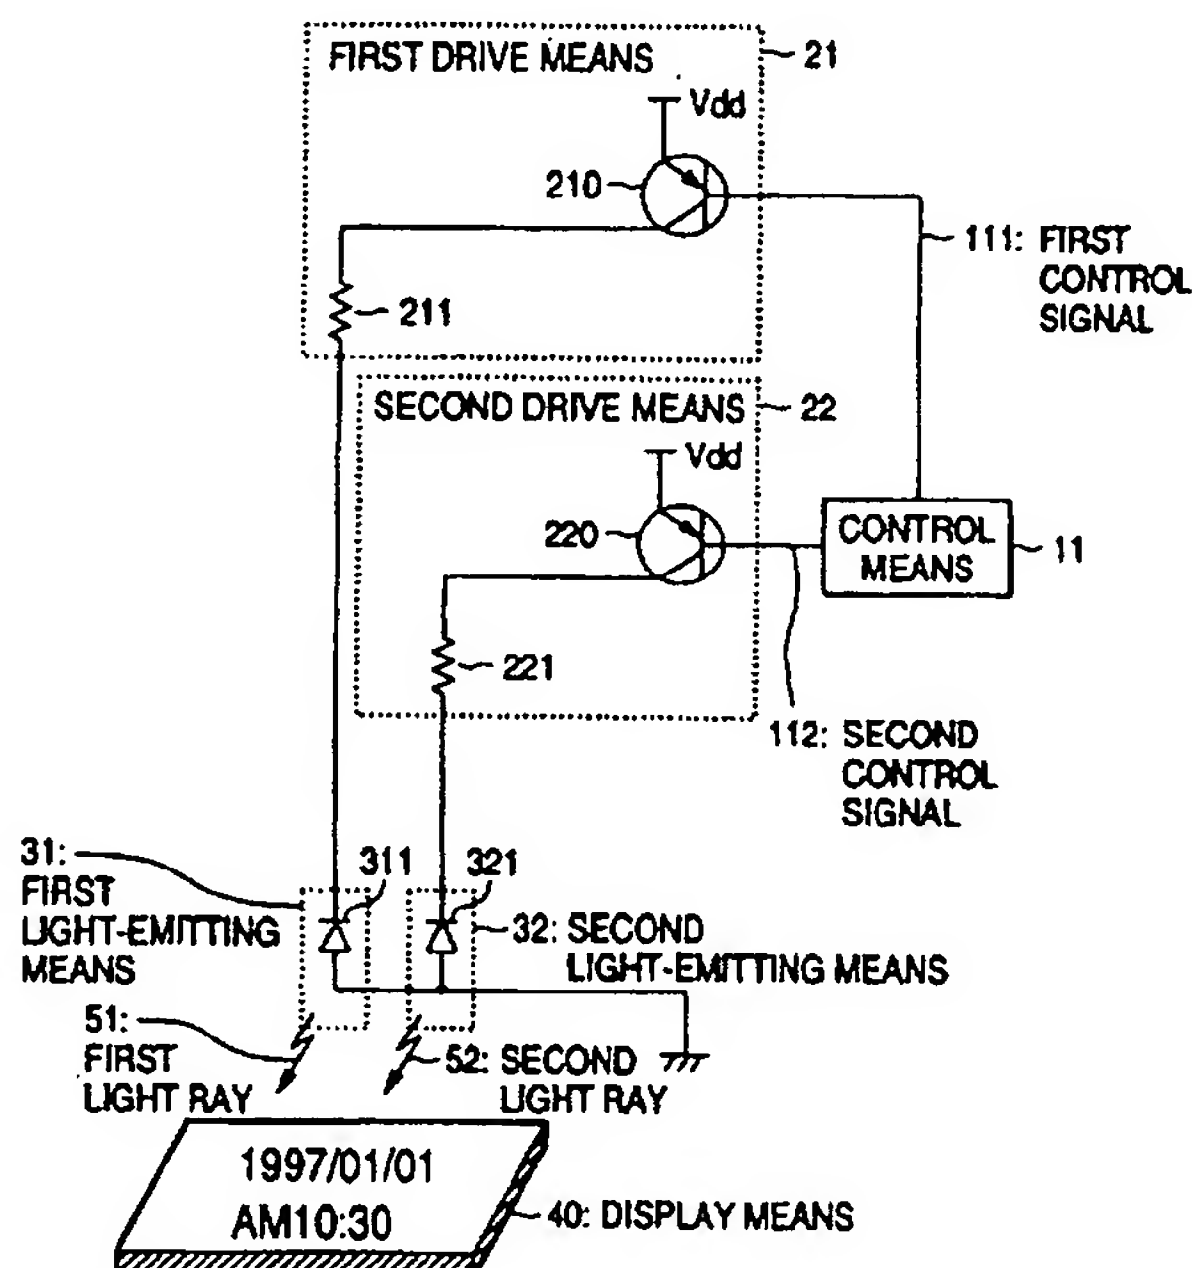 FIRST DRIVE MEANS
21
Vdd
210
111: FIRST
CONTROL
SIGNAL
211
SECOND DRIVE MEANS
22
Vdd
220
CONTROL
MEANS
11
221
112: SECOND
CONTROL
SIGNAL
31:
FIRST
LIGHT-EMITTING
MEANS
311
321
32: SECOND
LIGHT-EMITTING MEANS
51:
FIRST
LIGHT RAY
52: SECOND
LIGHT RAY
1997/01/01
AM10:30
40: DISPLAY MEANS